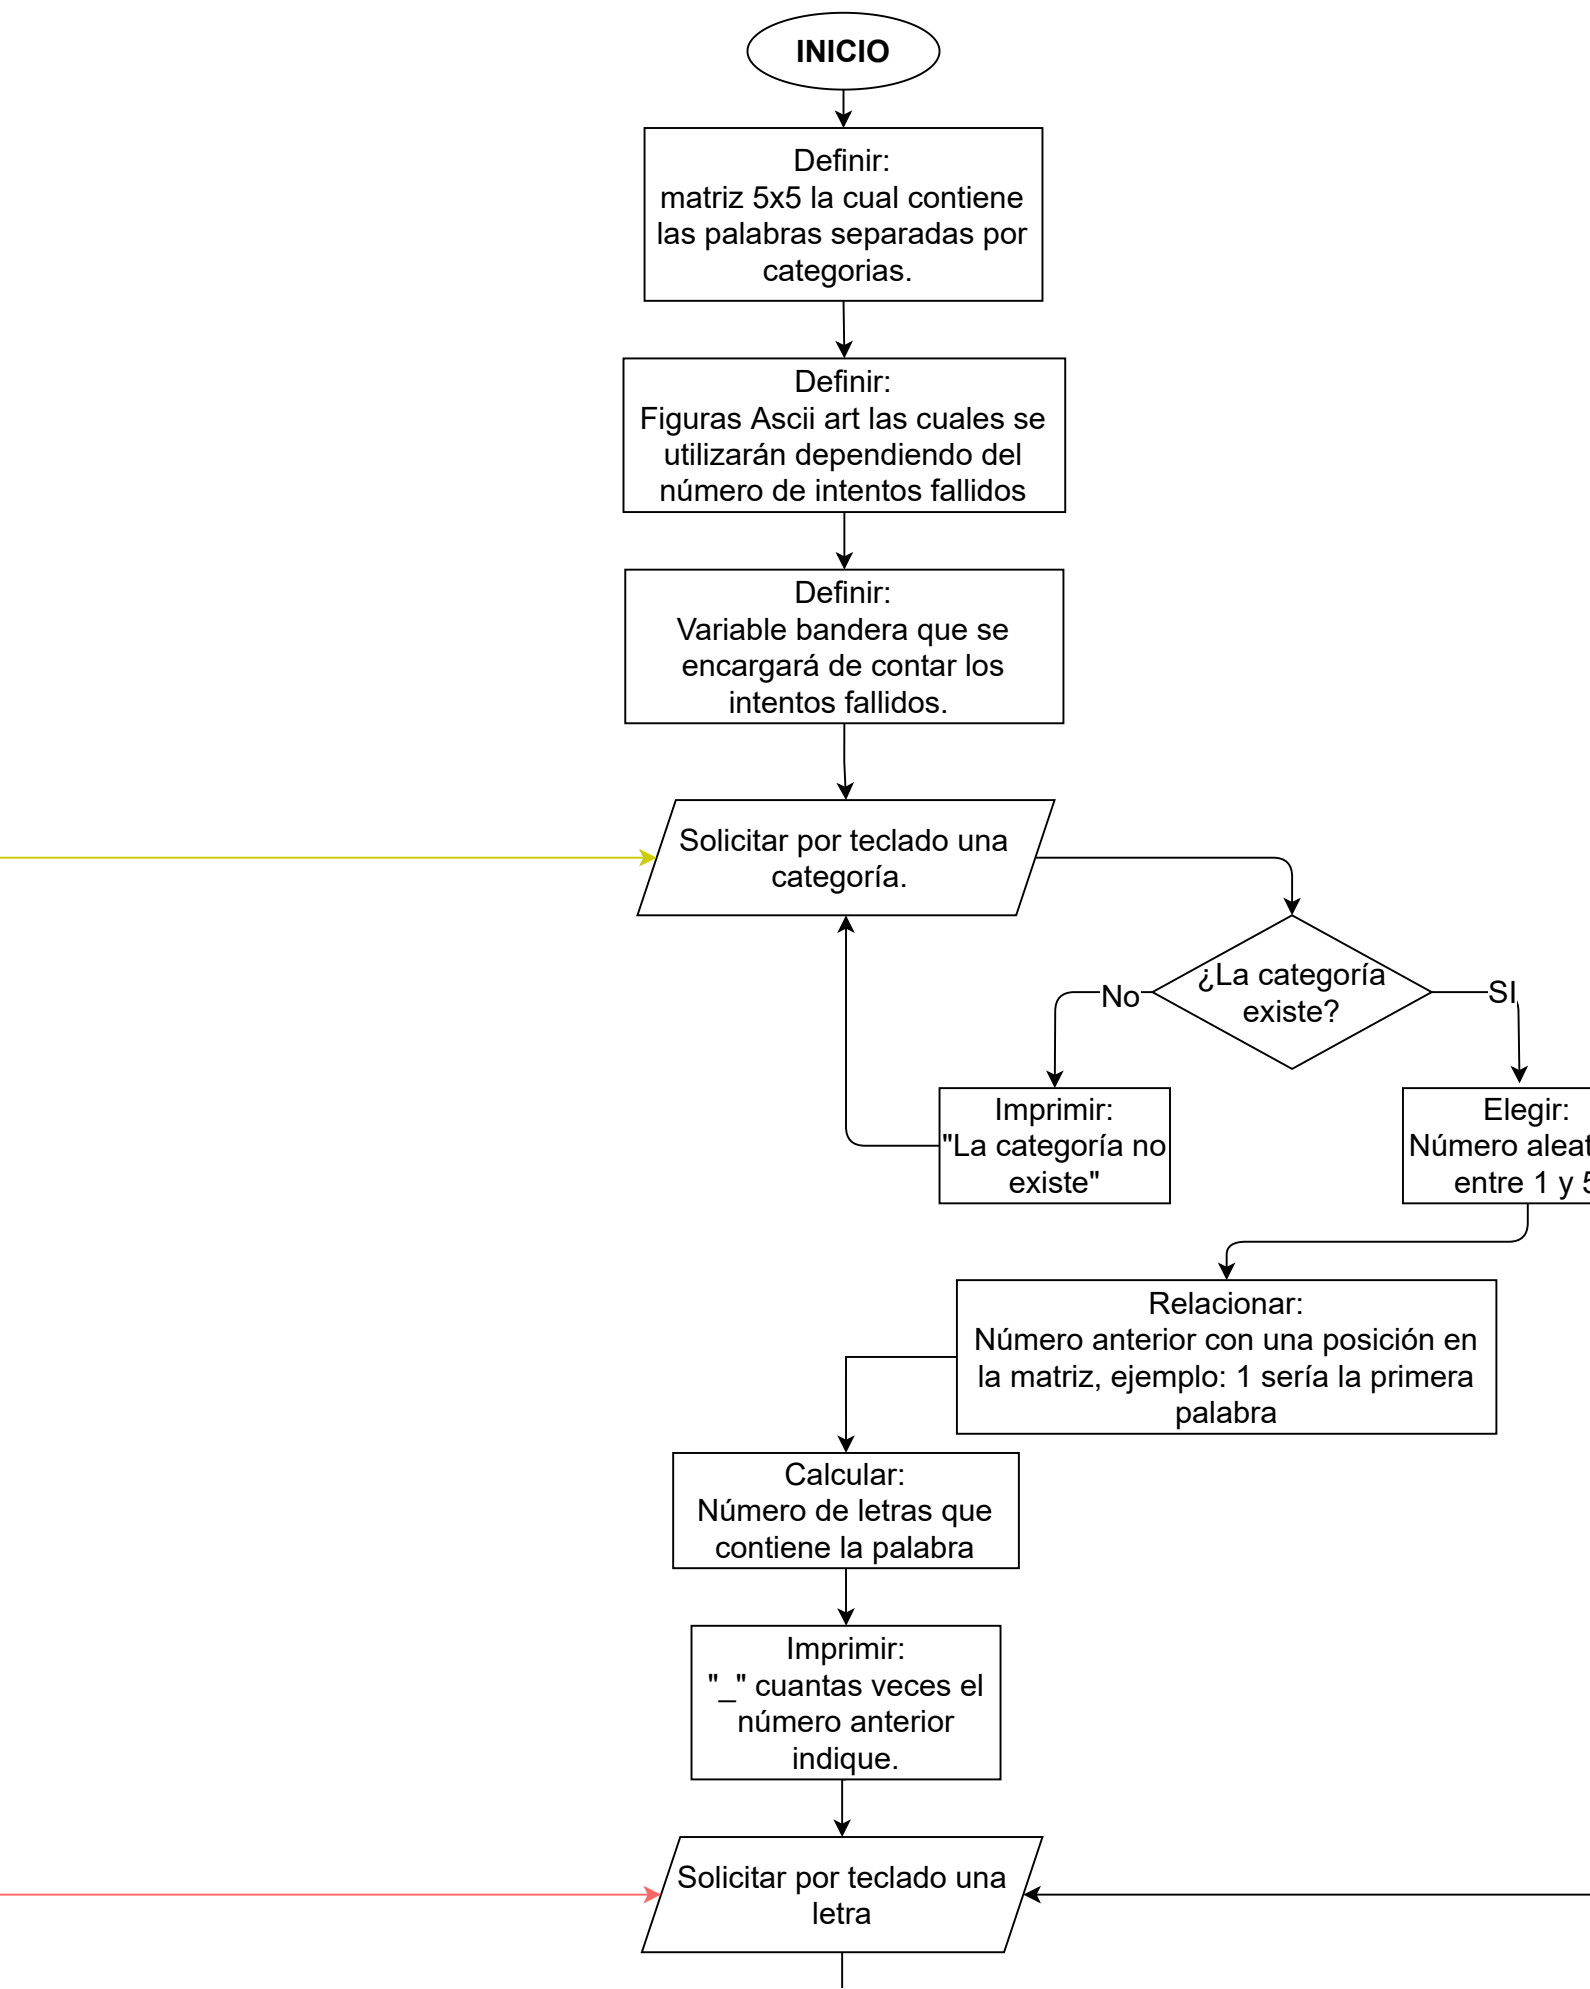 INICIO
Definir:
matriz 5x5 la cual contiene
las palabras separadas por
categorias.
Definir:
Figuras Ascii art las cuales se
utilizarán dependiendo del
número de intentos fallidos
Definir:
Variable bandera que se
encargará de contar los
intentos fallidos.
Solicitar por teclado una
categoría.
¿La categoría
existe?
No
SI
Imprimir:
"La categoría no
existe"
Elegir:
Número
entre 1 y 5
Relacionar:
Número anterior con una posición en
la matriz, ejemplo: 1 sería la primera
palabra
Calcular:
Número de letras que
contiene la palabra
Imprimir:
"_" cuantas veces el
número anterior
indique.
Solicitar por teclado una
letra